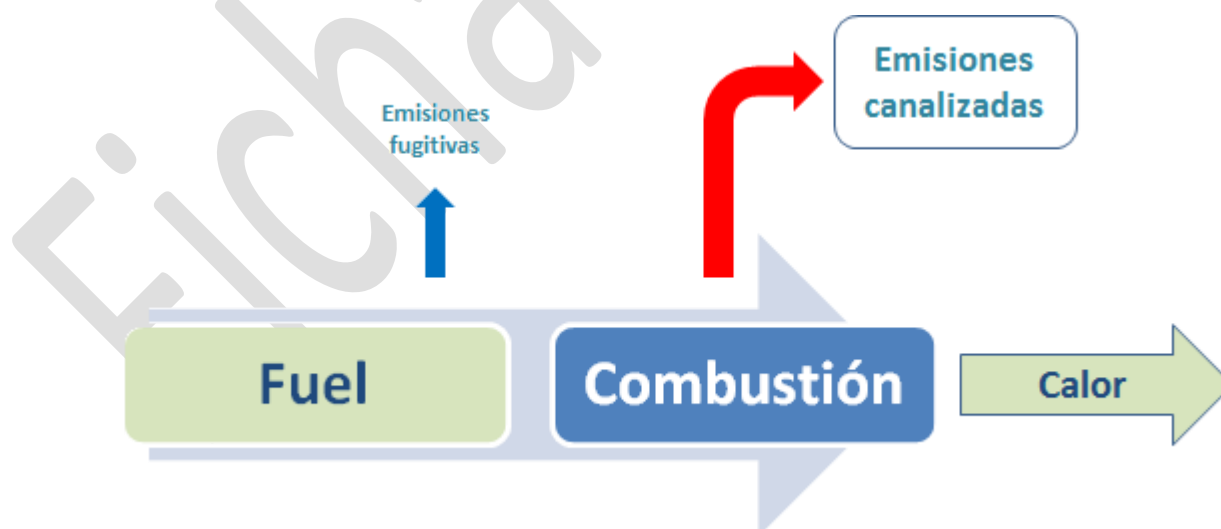 Emisiones
canalizadas
Emisiones
fugitivas
Fuel
Combustión
Calor
Ficha